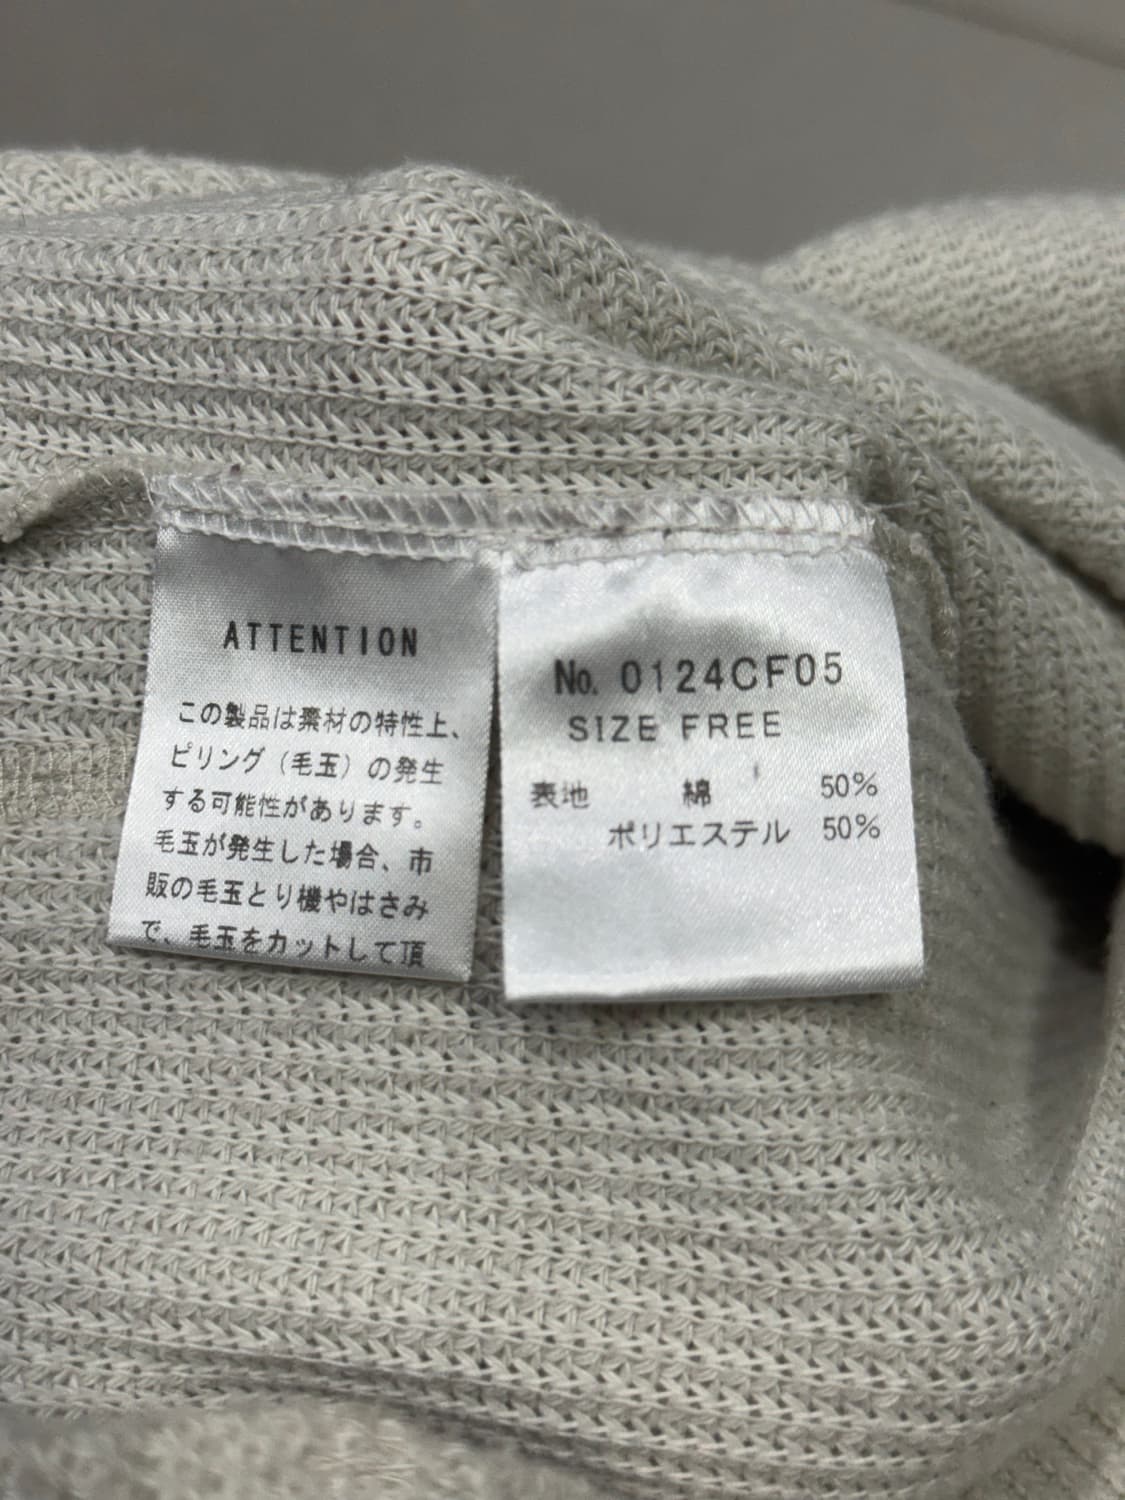 ATTENTION
この製品は素材の特性上、
ピリング（毛玉）の発生
する可能性があります。
毛玉が発生した場合、市
販の毛玉とり機やはさみ
で、毛玉をカットして頂
No. 0124CF05
SIZE FREE
表地 綿 50%
ポリエステル 50%